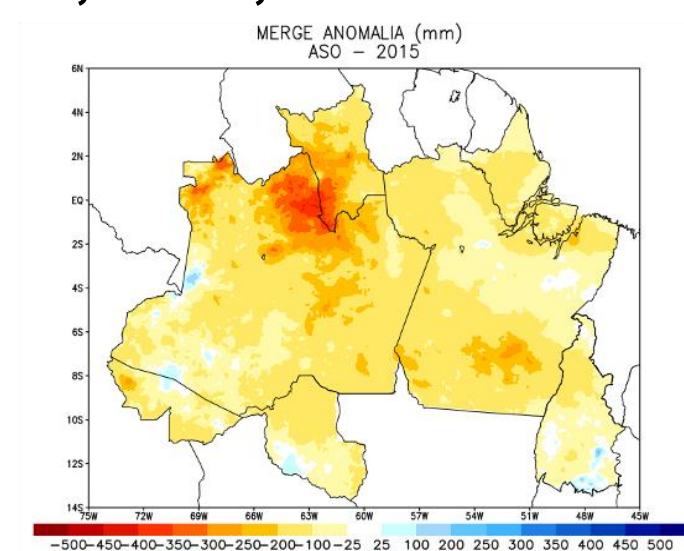 MERGE ANOMALIA (mm)
ASO – 2015
6N
4N
2N
EQ
2S
4S
6S
8S
10S
12S
14S
75W 72W 69W 66W 63W 60W 57W 54W 51W 48W 45W
−500−450−400−350−300−250−200−100 −25 25 100 200 250 300 350 400 450 500